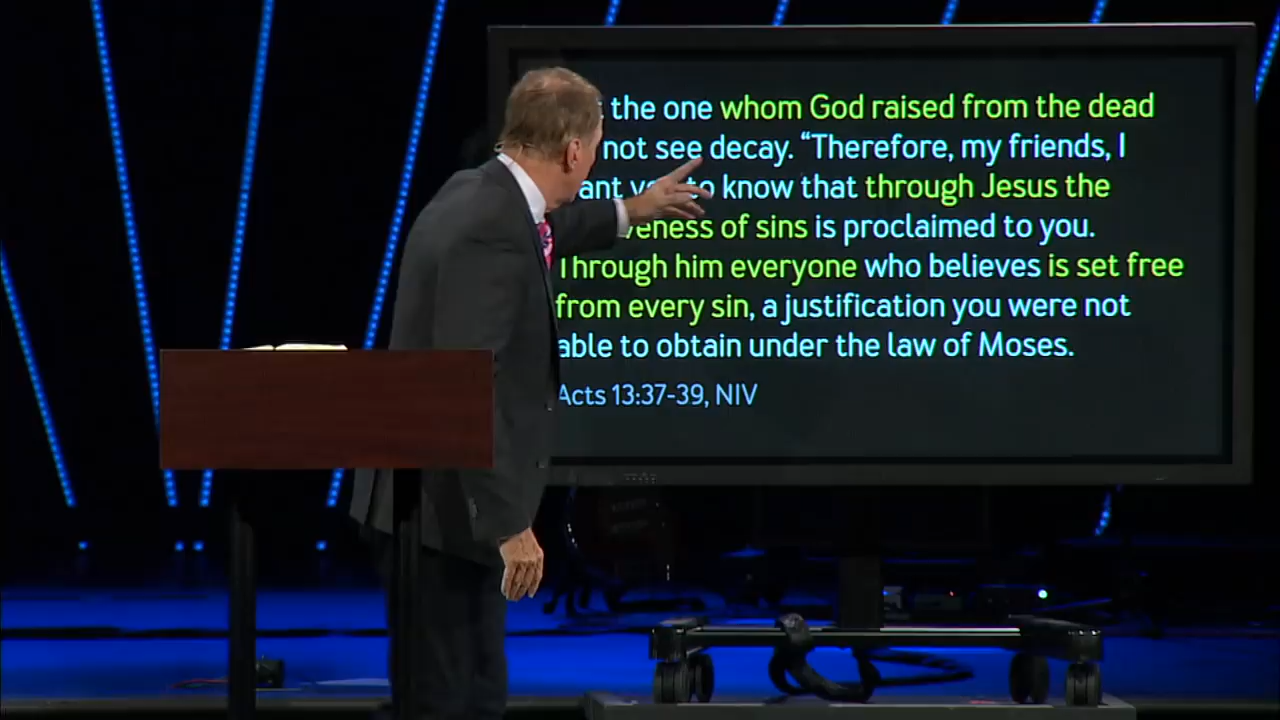 the one whom God raised from the dead
not see decay. “Therefore, my friends, I
to know that through Jesus the
of sins is proclaimed to you.
Through him everyone who believes is set free
from every sin, a justification you were not
able to obtain under the law of Moses.
Acts 13:37-39, NIV